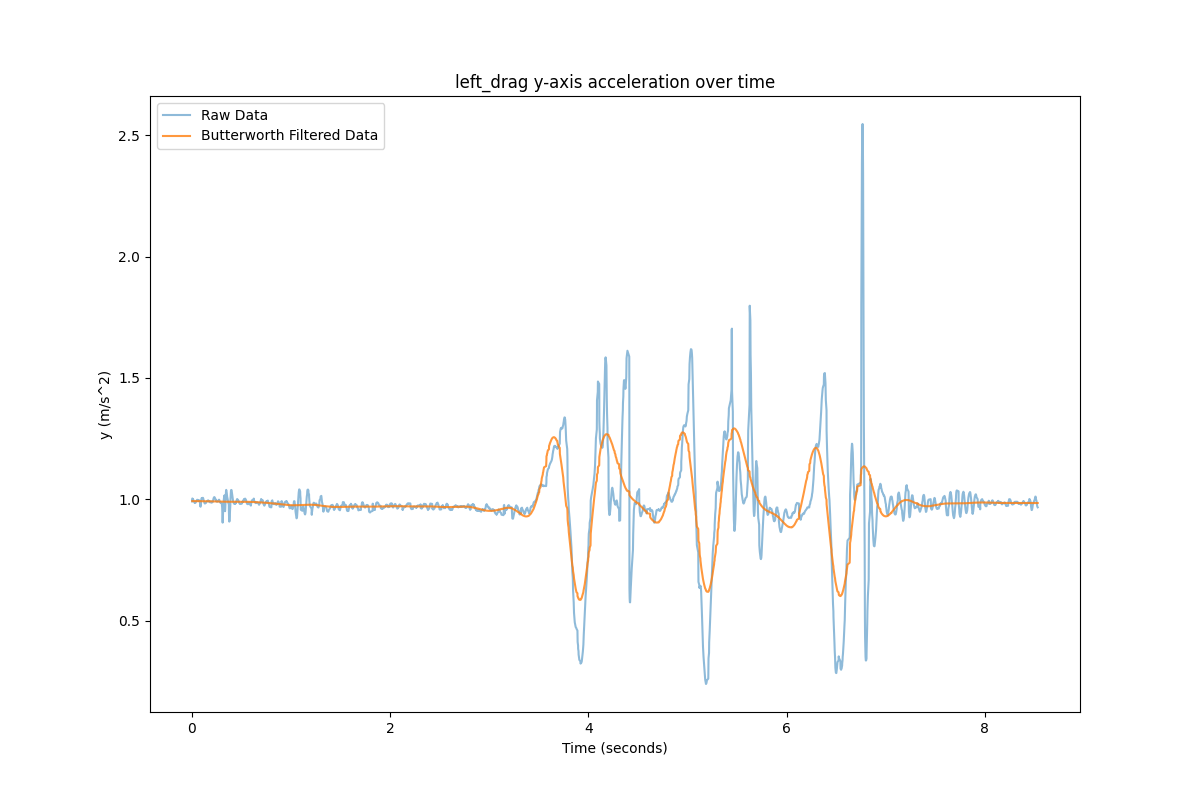 left_drag y-axis acceleration over time
Raw Data
Butterworth Filtered Data
y (m/s^2)
2.5
2.0
1.5
1.0
0.5
0 2 4 6 8
Time (seconds)